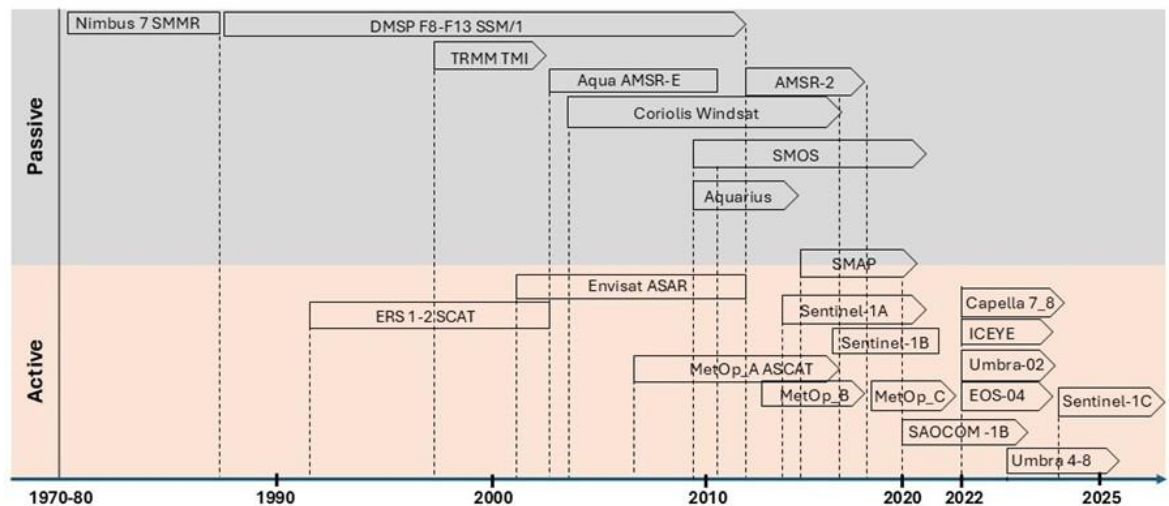 Passive
Nimbus 7 SMMR
DMSP F8-F13 SSM/1
TRMM TMI
Aqua AMSR-E
AMSR-2
Coriolis Windsat
SMOS
Aquarius
SMAP
Active
Envisat ASAR
ERS 1-2 SCAT
Sentinel-1A
Capella 7_8
Sentinel-1B
ICEYE
MetOp_A ASCAT
Umbra-02
MetOp_B
MetOp_C
EOS-04
Sentinel-1C
SAOCOM -1B
Umbra 4-8
1970-80
1990
2000
2010
2020
2022
2025